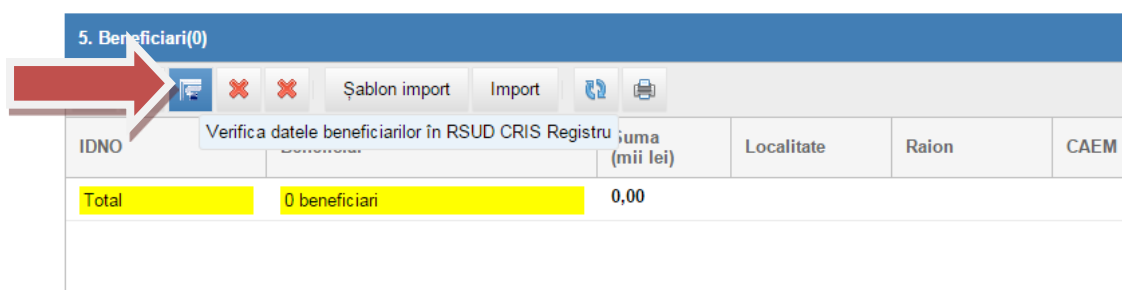 5. Beneficiari(0)
Șablon import Import
Verifica datele beneficiarilor în RSUD CRIS Registru
IDNO Beneficiar Suma (mii lei) Localitate Raion CAEM
Total 0 beneficiari 0,00